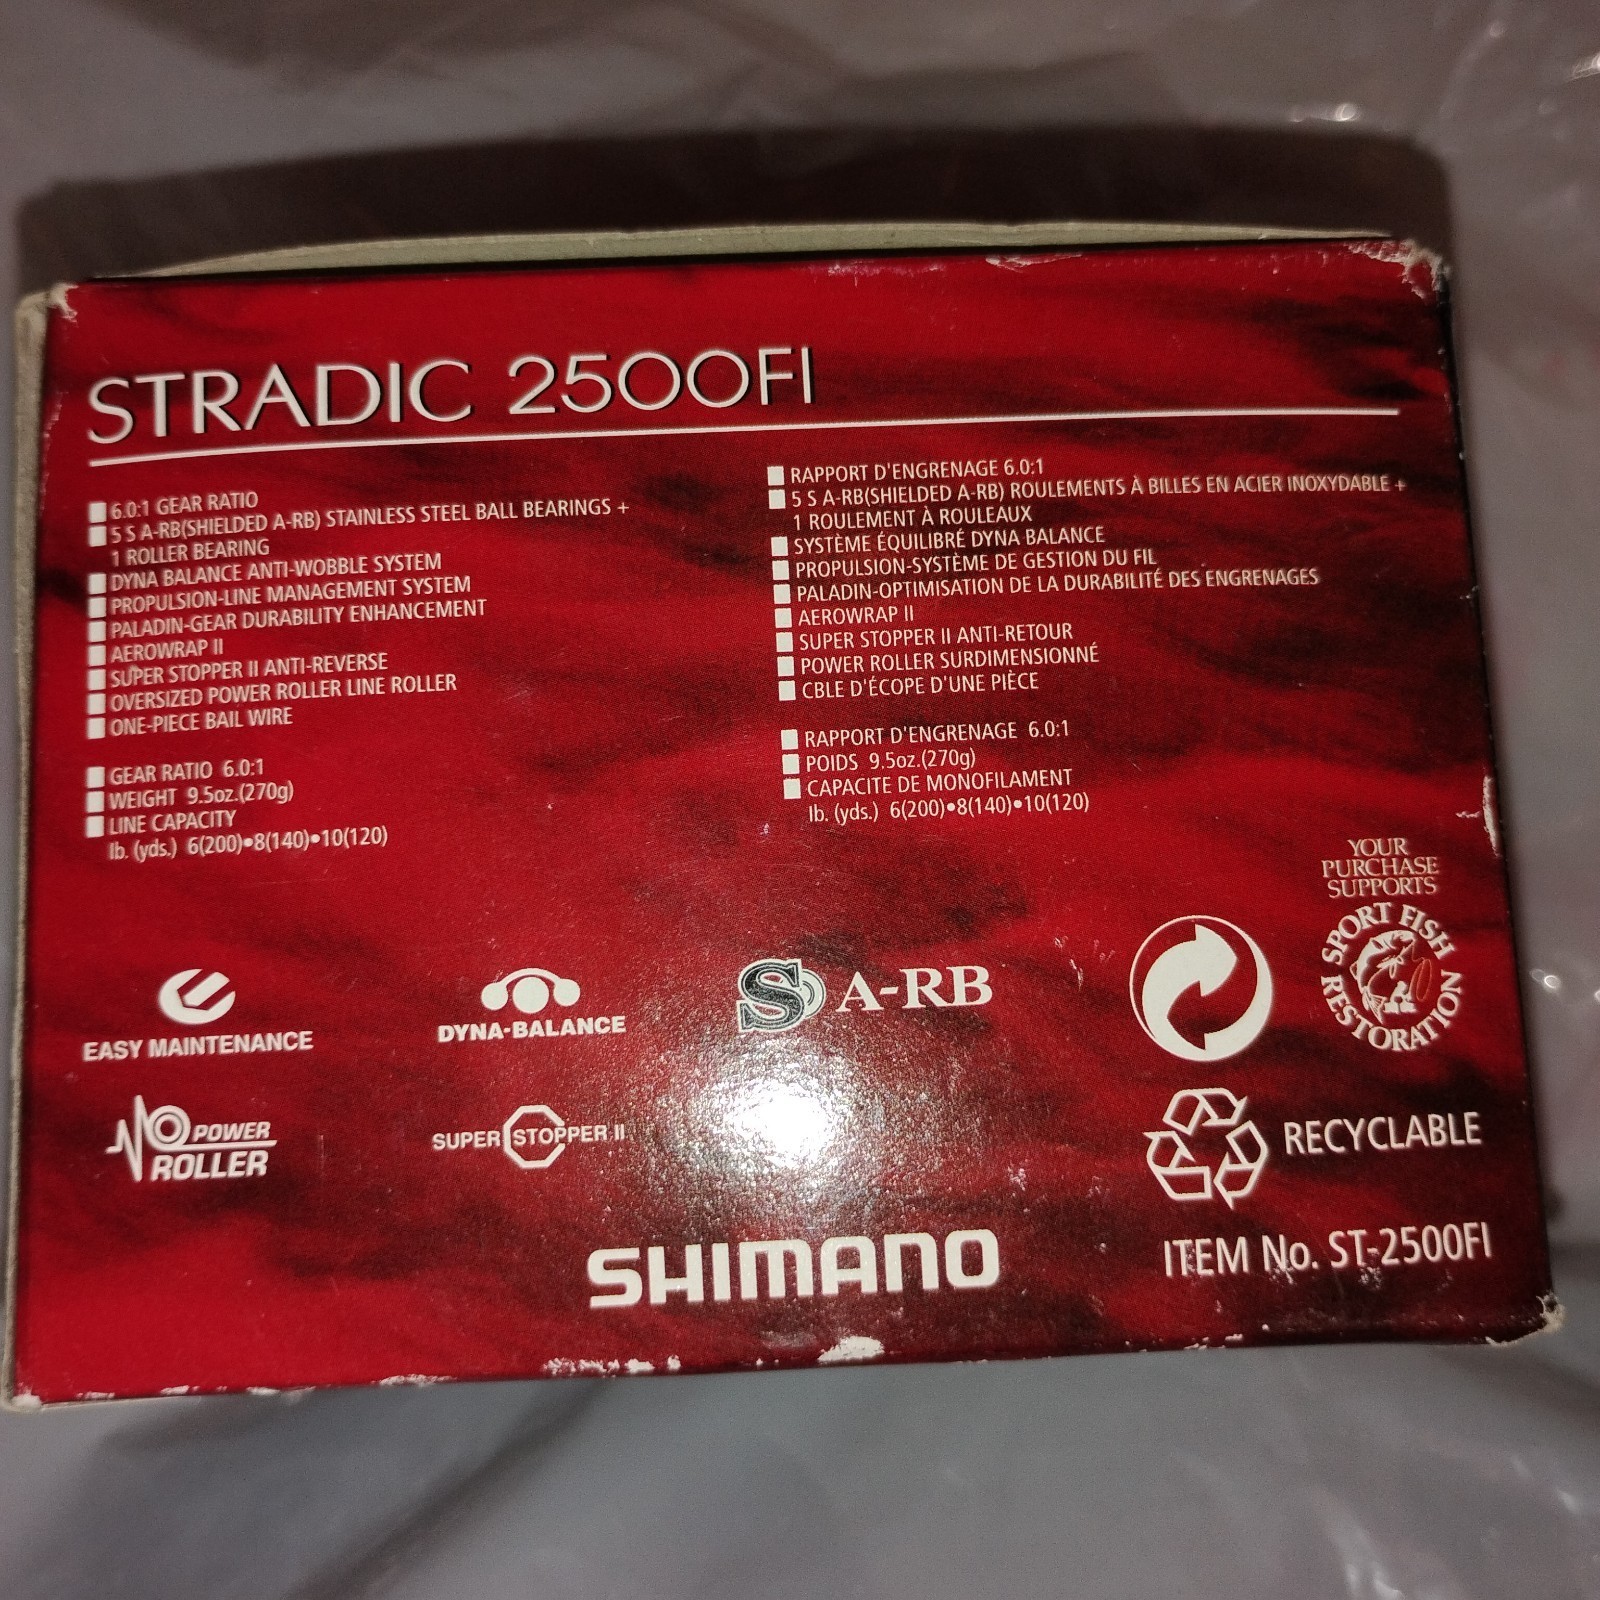 STRADIC 2500FI
6.0:1 GEAR RATIO
5 S A-RB(SHIELDED A-RB) STAINLESS STEEL BALL BEARINGS +
1 ROLLER BEARING
DYNA BALANCE ANTI-WOBBLE SYSTEM
PROPULSION-LINE MANAGEMENT SYSTEM
PALADIN-GEAR DURABILITY ENHANCEMENT
AEROWRAP II
SUPER STOPPER II ANTI-REVERSE
OVERSIZED POWER ROLLER LINE ROLLER
ONE-PIECE BAIL WIRE
GEAR RATIO 6.0:1
WEIGHT 9.5oz.(270g)
LINE CAPACITY
lb. (yds.) 6(200)•8(140)•10(120)
RAPPORT D'ENGRENAGE 6.0:1
5 S A-RB(SHIELDED A-RB) ROULEMENTS À BILLES EN ACIER INOXYDABLE +
1 ROULEMENT À ROULEAUX
SYSTÈME ÉQUILIBRÉ DYNA BALANCE
PROPULSION-SYSTÈME DE GESTION DU FIL
PALADIN-OPTIMISATION DE LA DURABILITÉ DES ENGRENAGES
AEROWRAP II
SUPER STOPPER II ANTI-RETOUR
POWER ROLLER SURDIMENSIONNÉ
CBLE D'ÉCOPE D'UNE PIÈCE
RAPPORT D'ENGRENAGE 6.0:1
POIDS 9.5oz.(270g)
CAPACITE DE MONOFILAMENT
lb. (yds.) 6(200)•8(140)•10(120)
YOUR
PURCHASE
SUPPORTS
SPORT FISH
RESTORATION
EASY MAINTENANCE
DYNA-BALANCE
S A-RB
POWER
ROLLER
SUPER STOPPER II
RECYCLABLE
SHIMANO
ITEM No. ST-2500FI